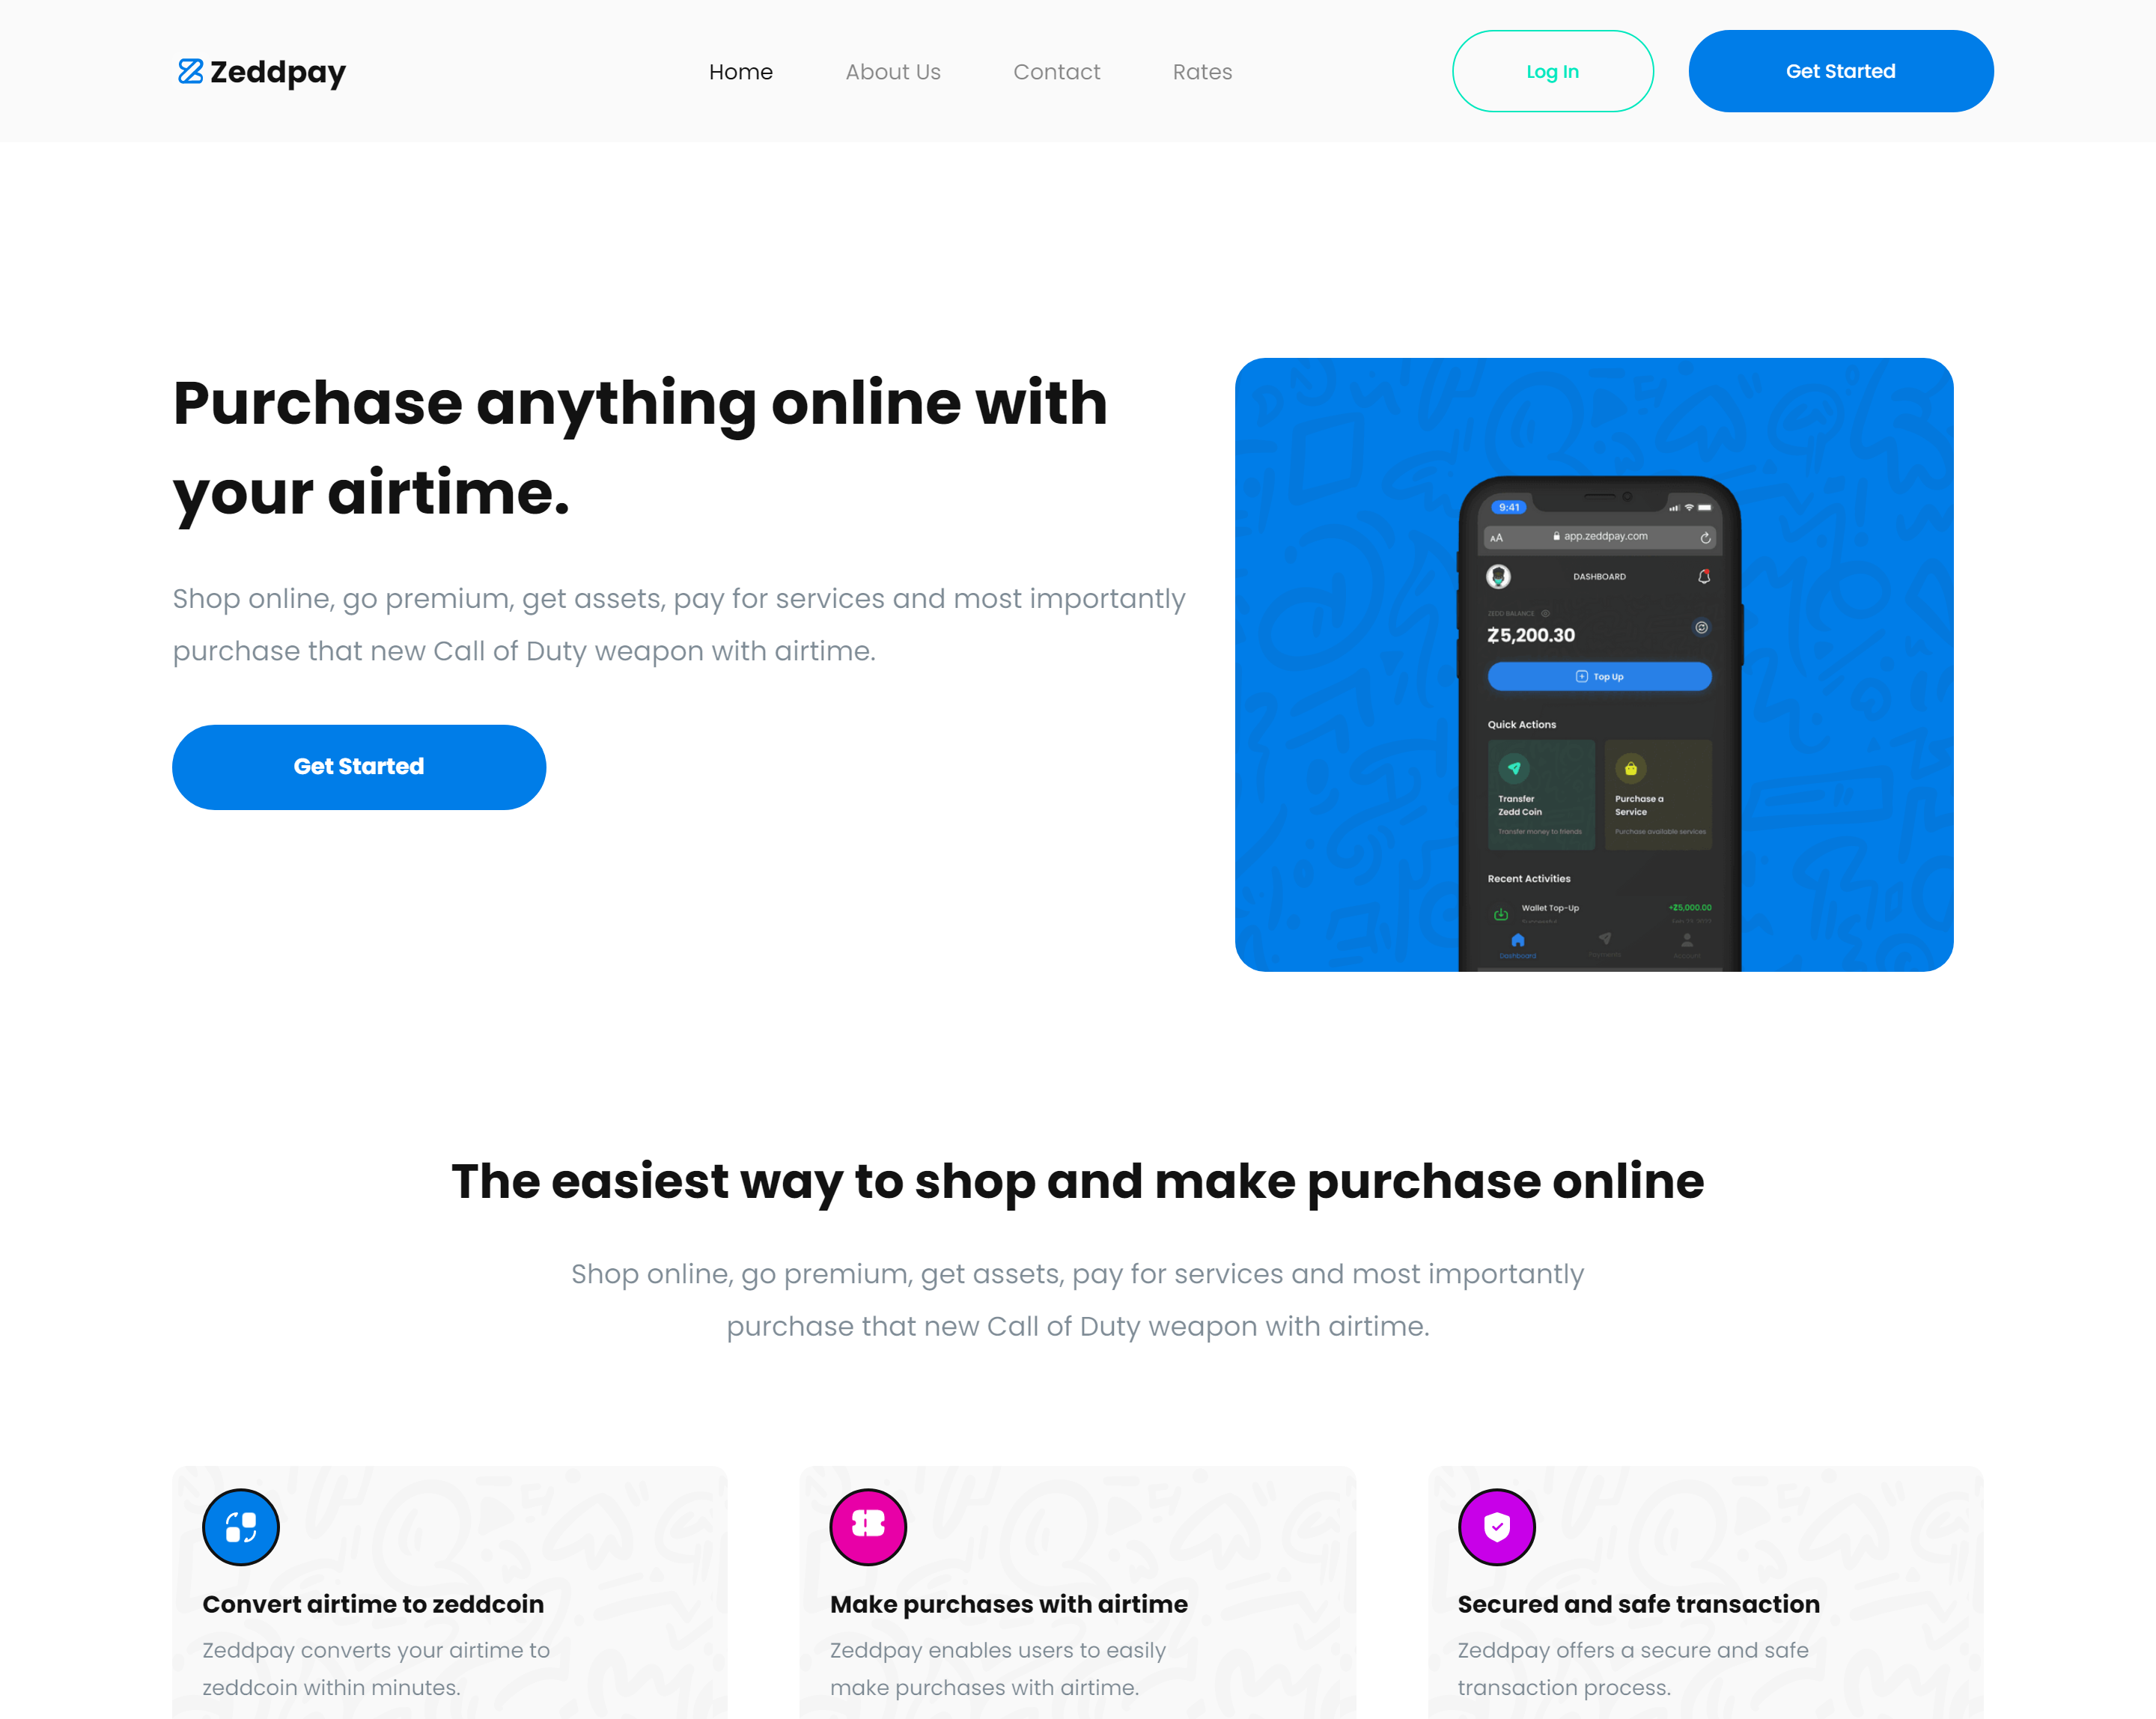 Zeddpay
Home
About Us
Contact
Rates
Log In
Get Started
Purchase anything online with
your airtime.
Shop online, go premium, get assets, pay for services and most importantly
purchase that new Call of Duty weapon with airtime.
Get Started
9:41
AA
app.zeddpay.com
DASHBOARD
ZEDD BALANCE
Ƶ5,200.30
Top Up
Quick Actions
Transfer
Zedd Coin
Transfer money to friends
Purchase a
Service
Purchase available services
Recent Activities
Wallet Top-Up
+Ƶ5,000.00
Dashboard
Payments
Account
The easiest way to shop and make purchase online
Shop online, go premium, get assets, pay for services and most importantly
purchase that new Call of Duty weapon with airtime.
Convert airtime to zeddcoin
Zeddpay converts your airtime to
zeddcoin within minutes.
Make purchases with airtime
Zeddpay enables users to easily
make purchases with airtime.
Secured and safe transaction
Zeddpay offers a secure and safe
transaction process.